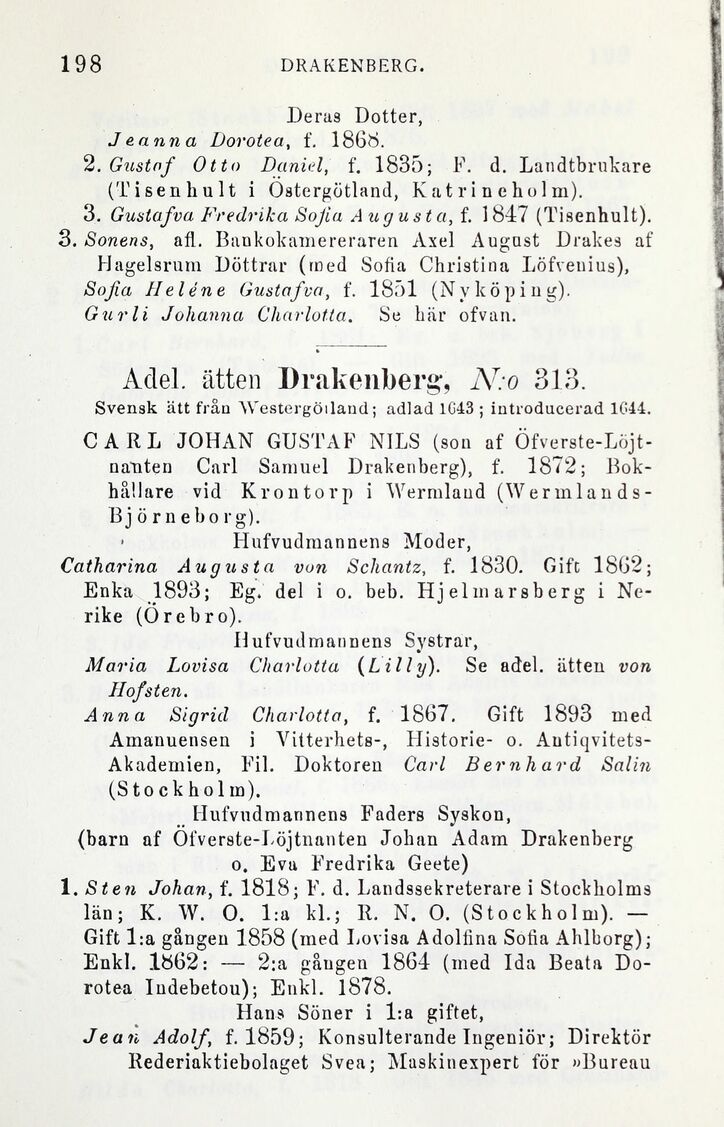 198 DRAKENBERG.
Deras Dotter,
Jeanna Dorotea, f. 1868.
2. Gustaf Otto Daniel, f. 1835; F. d. Landtbrukare
(Tisenhult i Östergötland, Katrineholm).
3. Gustafva Fredrika Sofia Augusta, f. 1847 (Tisenhult).
3. Sonens, afl. Bankokamereraren Axel August Drakes af
Hagelsrum Döttrar (med Sofia Christina Löfvenius),
Sofia Heléne Gustafva, f. 1851 (Nyköping).
Gurli Johanna Charlotta. Se här ofvan.
Adel. ätten Drakenberg, N:o 313.
Svensk ätt från Westergötland; adlad 1643; introducerad 1644.
CARL JOHAN GUSTAF NILS (son af Öfverste-Löjt-
nanten Carl Samuel Drakenberg), f. 1872; Bok-
hållare vid Krontorp i Wermland (Wermlands-
Björneborg).
Hufvudmannens Moder,
Catharina Augusta von Schantz, f. 1830. Gift 1862;
Enka 1893; Eg. del i o. beb. Hjelmarsberg i Ne-
rike (Örebro).
Hufvudmannens Systrar,
Maria Lovisa Charlotta (Lilly). Se adel. ätten von
Hofsten.
Anna Sigrid Charlotta, f. 1867. Gift 1893 med
Amanuensen i Vitterhets-, Historie- o. Antiqvitets-
Akademien, Fil. Doktoren Carl Bernhard Salin
(Stockholm).
Hufvudmannens Faders Syskon,
(barn af Öfverste-Löjtnanten Johan Adam Drakenberg
o. Eva Fredrika Geete)
1. Sten Johan, f. 1818; F. d. Landssekreterare i Stockholms
län; K. W. O. 1:a kl.; R. N. O. (Stockholm). —
Gift 1:a gången 1858 (med Lovisa Adolfina Sofia Ahlborg);
Enkl. 1862: — 2:a gången 1864 (med Ida Beata Do-
rotea Indebetou); Enkl. 1878.
Hans Söner i 1:a giftet,
Jean Adolf, f. 1859; Konsulterande Ingeniör; Direktör
Rederiaktiebolaget Svea; Maskinexpert för »Bureau